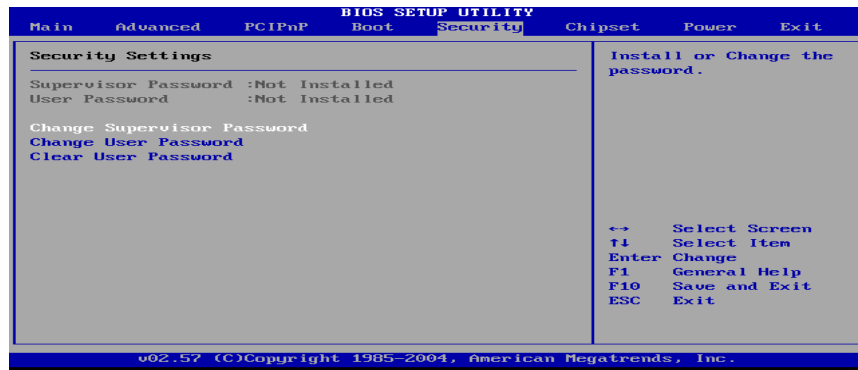 BIOS SETUP UTILITY
Main Advanced PCIPnP Boot Security Chipset Power Exit
Security Settings
Supervisor Password :Not Installed
User Password :Not Installed
Change Supervisor Password
Change User Password
Clear User Password
Install or Change the
password.
↔ Select Screen
↑↓ Select Item
Enter Change
F1 General Help
F10 Save and Exit
ESC Exit
v02.57 (C)Copyright 1985-2004, American Megatrends, Inc.